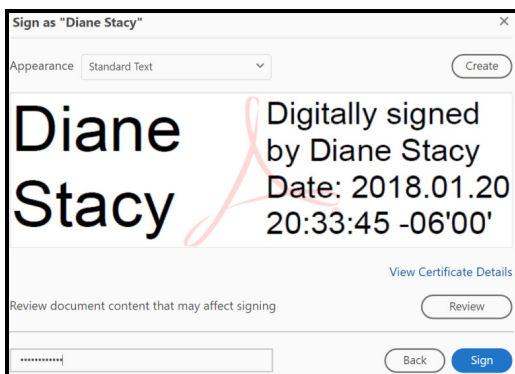 Sign as "Diane Stacy"
Appearance Standard Text Create
Diane
Stacy
Digitally signed
by Diane Stacy
Date: 2018.01.20
20:33:45 -06'00'
View Certificate Details
Review document content that may affect signing Review
••••••••••••
Back Sign